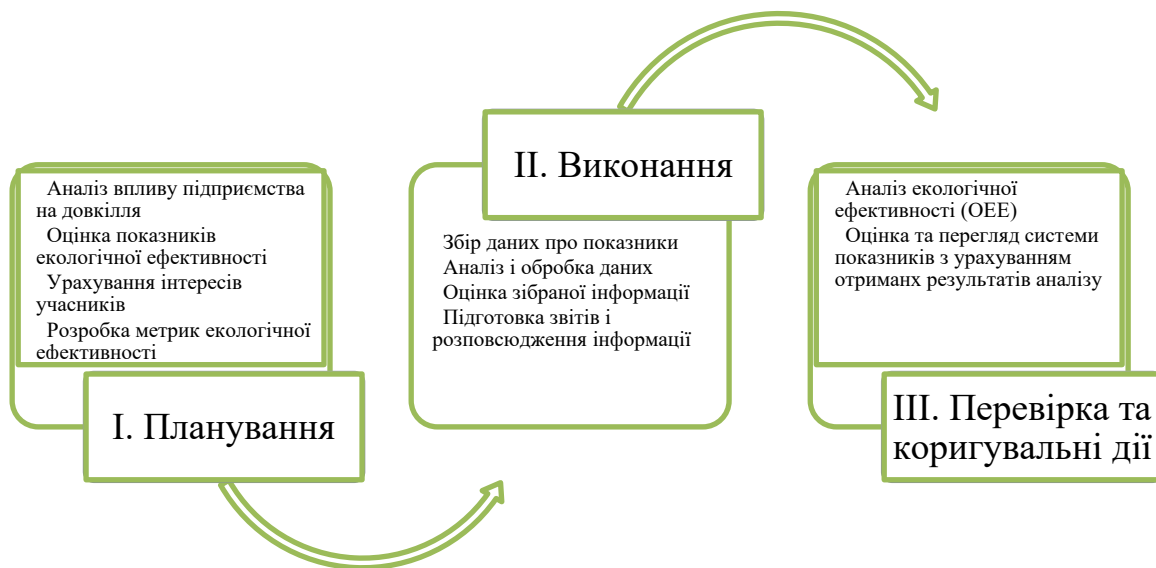 Аналіз впливу підприємства
на довкілля
Оцінка показників
екологічної ефективності
Урахування інтересів
учасників
Розробка метрик екологічної
ефективності
I. Планування
II. Виконання
Збір даних про показники
Аналіз і обробка даних
Оцінка зібраної інформації
Підготовка звітів і
розповсюдження інформації
Аналіз екологічної
ефективності (ОЕЕ)
Оцінка та перегляд системи
показників з урахуванням
отриманх результатів аналізу
III. Перевірка та
коригувальні дії